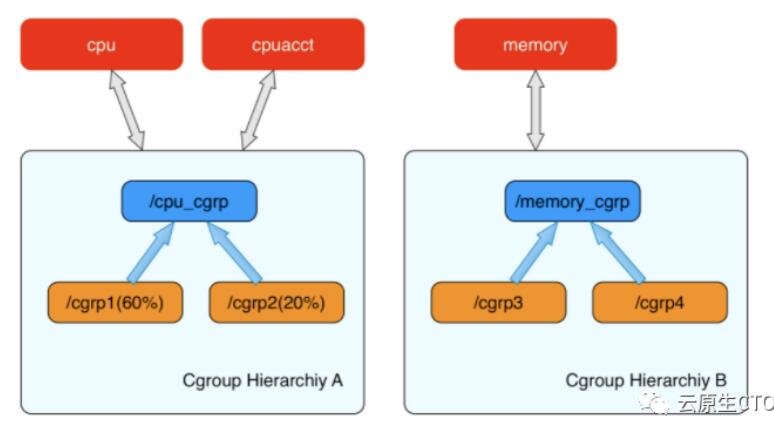 cpu
cpuacct
memory
/cpu_cgrp
/memory_cgrp
/cgrp1(60%)
/cgrp2(20%)
/cgrp3
/cgrp4
Cgroup Hierarchiy A
Cgroup Hierarchiy B
云原生CTO